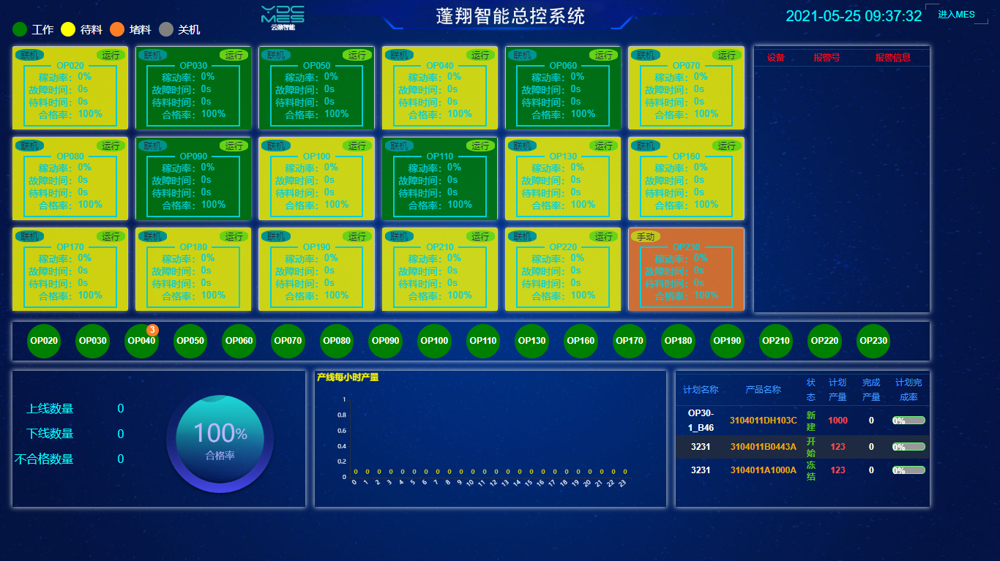 YDC
MES
云鼎智能
蓬翔智能总控系统
2021-05-25 09:37:32
进入MES
工作 待料 堵料 关机
联机 运行 联机 运行 联机 运行 联机 运行 联机 运行 联机 运行
OP020 OP030 OP050 OP040 OP060 OP070
稼动率: 0% 稼动率: 0% 稼动率: 0% 稼动率: 0% 稼动率: 0% 稼动率: 0%
故障时间: 0s 故障时间: 0s 故障时间: 0s 故障时间: 0s 故障时间: 0s 故障时间: 0s
待料时间: 0s 待料时间: 0s 待料时间: 0s 待料时间: 0s 待料时间: 0s 待料时间: 0s
合格率: 100% 合格率: 100% 合格率: 100% 合格率: 100% 合格率: 100% 合格率: 100%
联机 运行 联机 运行 联机 运行 联机 运行 联机 运行 联机 运行
OP080 OP090 OP100 OP110 OP130 OP160
稼动率: 0% 稼动率: 0% 稼动率: 0% 稼动率: 0% 稼动率: 0% 稼动率: 0%
故障时间: 0s 故障时间: 0s 故障时间: 0s 故障时间: 0s 故障时间: 0s 故障时间: 0s
待料时间: 0s 待料时间: 0s 待料时间: 0s 待料时间: 0s 待料时间: 0s 待料时间: 0s
合格率: 100% 合格率: 100% 合格率: 100% 合格率: 100% 合格率: 100% 合格率: 100%
联机 运行 联机 运行 联机 运行 联机 运行 联机 运行 手动
OP170 OP180 OP190 OP210 OP220 OP230
稼动率: 0% 稼动率: 0% 稼动率: 0% 稼动率: 0% 稼动率: 0% 稼动率: 0%
故障时间: 0s 故障时间: 0s 故障时间: 0s 故障时间: 0s 故障时间: 0s 故障时间: 0s
待料时间: 0s 待料时间: 0s 待料时间: 0s 待料时间: 0s 待料时间: 0s 待料时间: 0s
合格率: 100% 合格率: 100% 合格率: 100% 合格率: 100% 合格率: 100% 合格率: 100%
设备 报警号 报警信息
3
OP020 OP030 OP040 OP050 OP060 OP070 OP080 OP090 OP100 OP110 OP130 OP160 OP170 OP180 OP190 OP210 OP220 OP230
上线数量 0
下线数量 0
不合格数量 0
100%
合格率
产线每小时产量
1
0.8
0.6
0.4
0.2
0
0 0 0 0 0 0 0 0 0 0 0 0 0 0 0 0 0 0 0 0 0 0 0 0
0 1 2 3 4 5 6 7 8 9 10 11 12 13 14 15 16 17 18 19 20 21 22 23
计划名称 产品名称 状态 计划产量 完成产量 计划完成率
OP30-1_B46 3104011DH103C 新建 1000 0 0%
3231 3104011B0443A 开始 123 0 0%
3231 3104011A1000A 冻结 123 0 0%